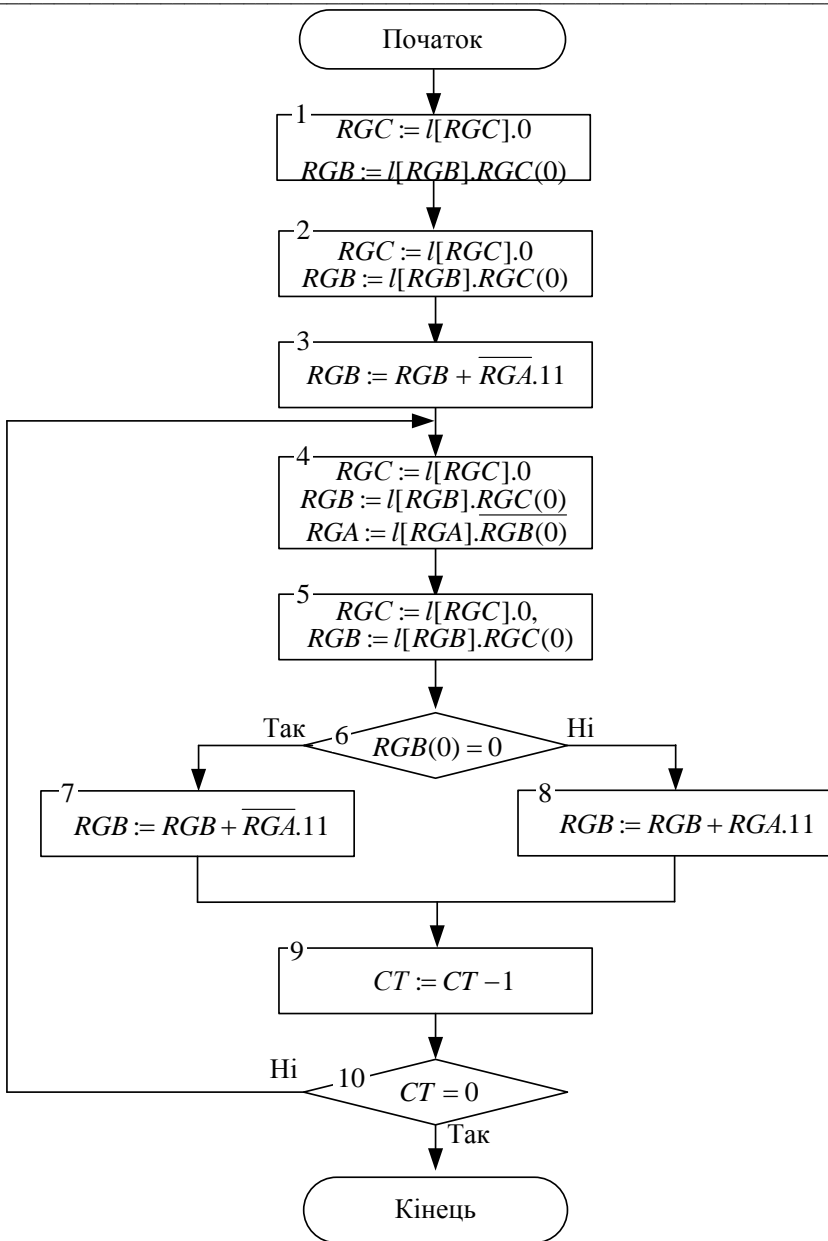 Початок
1
RGC := l[RGC].0
RGB := l[RGB].RGC(0)
2
RGC := l[RGC].0
RGB := l[RGB].RGC(0)
3
RGB := RGB + \overline{RGA}.11
4
RGC := l[RGC].0
RGB := l[RGB].RGC(0)
RGA := l[RGA].\overline{RGB(0)}
5
RGC := l[RGC].0,
RGB := l[RGB].RGC(0)
Так
6
RGB(0) = 0
Ні
7
RGB := RGB + \overline{RGA}.11
8
RGB := RGB + RGA.11
9
CT := CT − 1
Ні
10
CT = 0
Так
Кінець